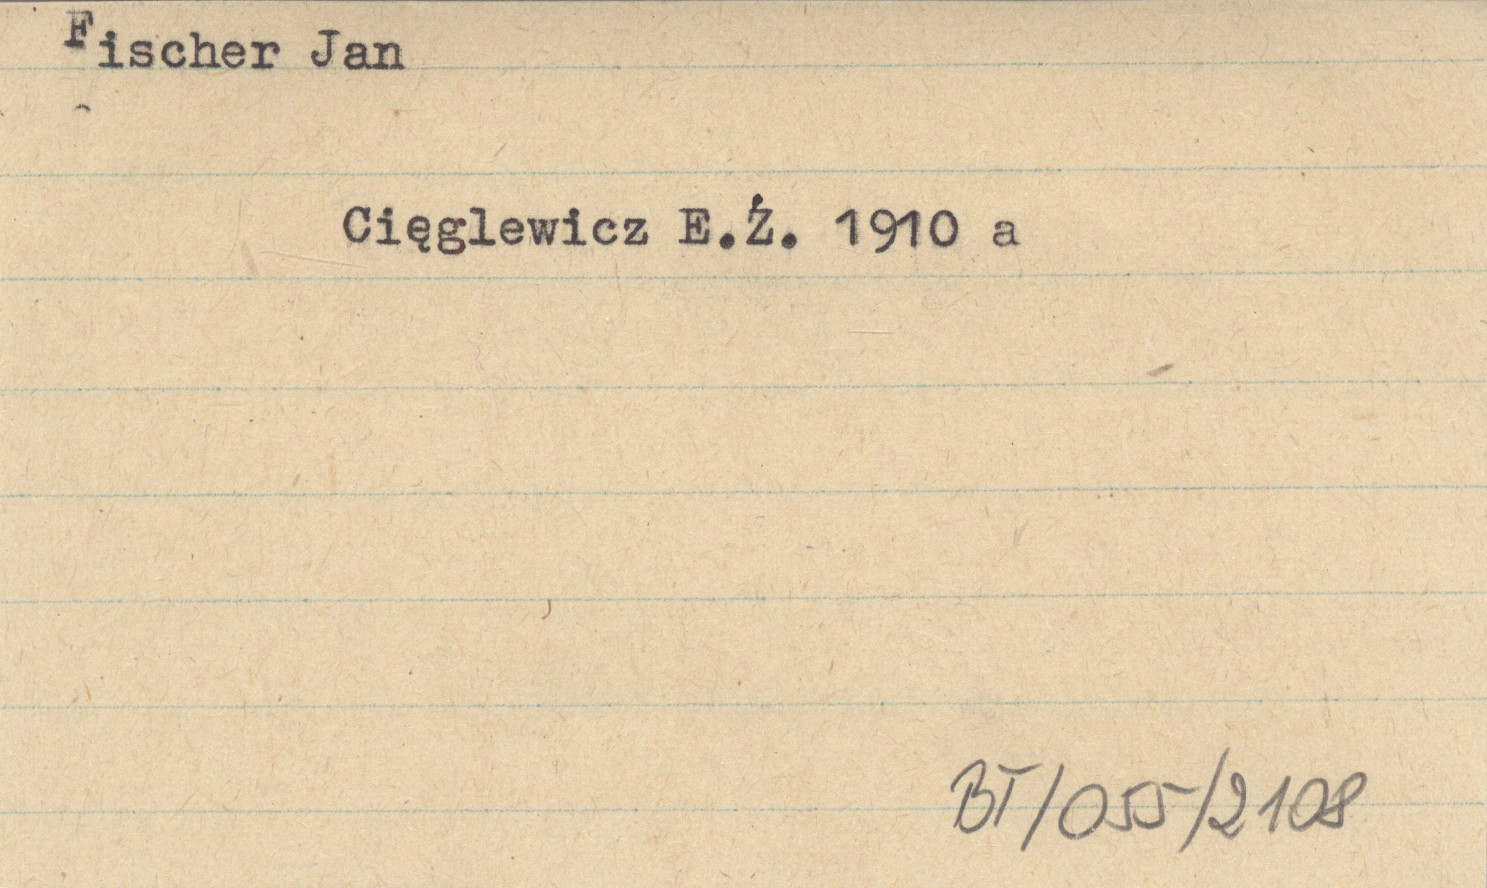 Fischer Jan
Cięglewicz E.Ż. 1910 a
BT/055/2108